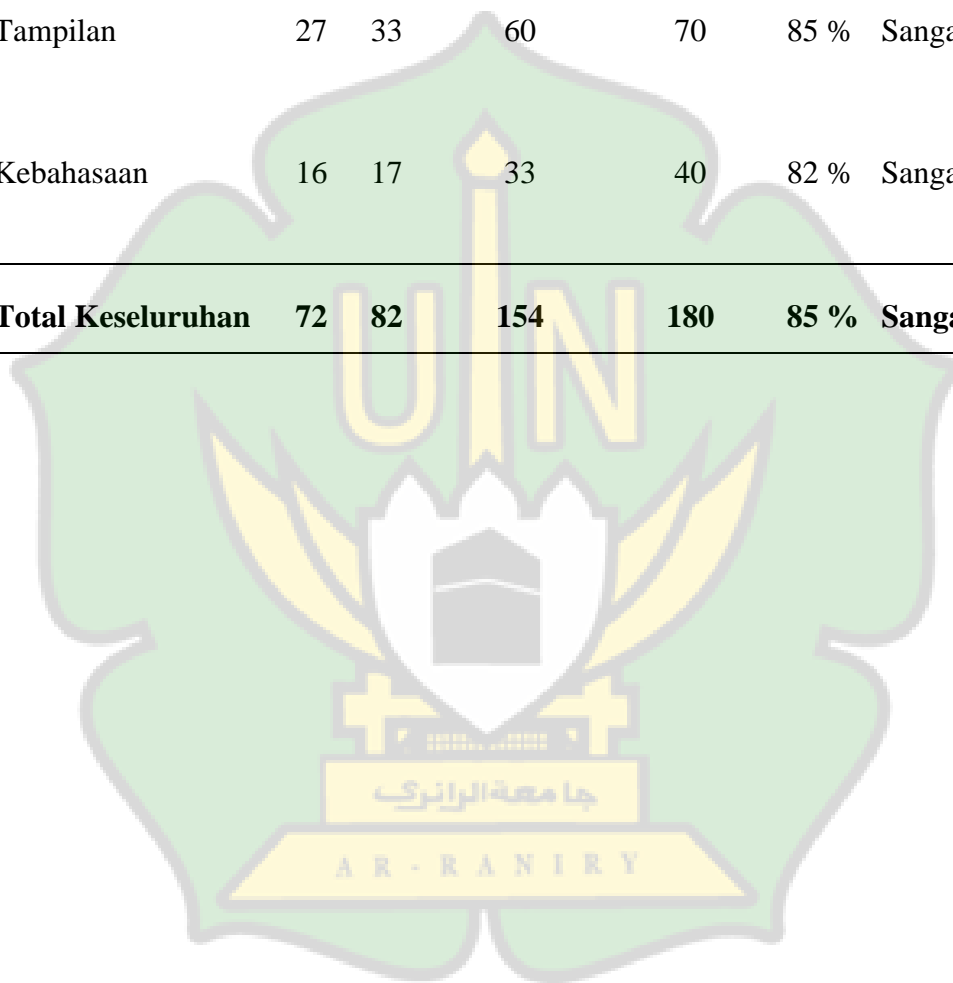 Tampilan 27 33 60 70 85 % Sanga
Kebahasaan 16 17 33 40 82 % Sanga
Total Keseluruhan 72 82 154 180 85 % Sanga
UIN
جامعة الرانري
AR-RANIRY